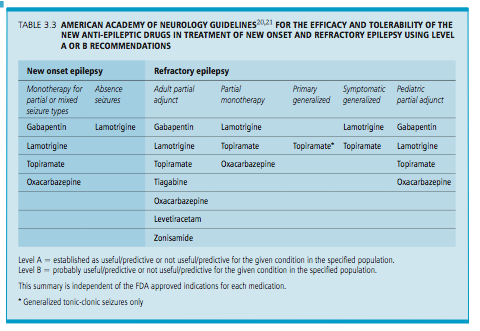 TABLE 3.3 AMERICAN ACADEMY OF NEUROLOGY GUIDELINES20,21 FOR THE EFFICACY AND TOLERABILITY OF THE
NEW ANTI-EPILEPTIC DRUGS IN TREATMENT OF NEW ONSET AND REFRACTORY EPILEPSY USING LEVEL
A OR B RECOMMENDATIONS
New onset epilepsy Refractory epilepsy
Monotherapy for Absence Adult partial Partial Primary Symptomatic Pediatric
partial or mixed seizures adjunct monotherapy generalized generalized partial adjunct
seizure types
Gabapentin Lamotrigine Gabapentin Lamotrigine Lamotrigine Gabapentin
Lamotrigine Lamotrigine Topiramate Topiramate* Topiramate Lamotrigine
Topiramate Topiramate Oxacarbazepine Topiramate
Oxacarbazepine Tiagabine Oxacarbazepine
Oxacarbazepine
Levetiracetam
Zonisamide
Level A = established as useful/predictive or not useful/predictive for the given condition in the specified population.
Level B = probably useful/predictive or not useful/predictive for the given condition in the specified population.
This summary is independent of the FDA approved indications for each medication.
* Generalized tonic-clonic seizures only